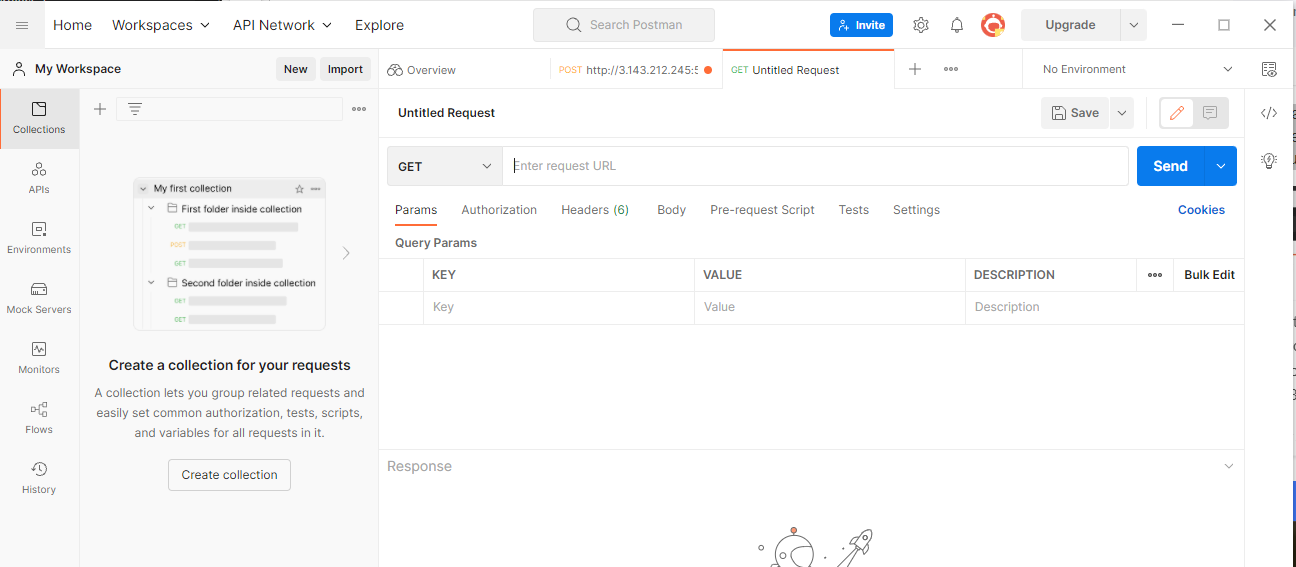 Home Workspaces API Network Explore Search Postman Invite Upgrade
My Workspace New Import Overview POST http://3.143.212.245:5 GET Untitled Request No Environment
Collections
APIs
Environments
Mock Servers
Monitors
Flows
History
My first collection
First folder inside collection
GET
POST
GET
Second folder inside collection
GET
GET
Create a collection for your requests
A collection lets you group related requests and
easily set common authorization, tests, scripts,
and variables for all requests in it.
Create collection
Untitled Request Save
GET Enter request URL Send
Params Authorization Headers (6) Body Pre-request Script Tests Settings Cookies
Query Params
KEY VALUE DESCRIPTION Bulk Edit
Key Value Description
Response